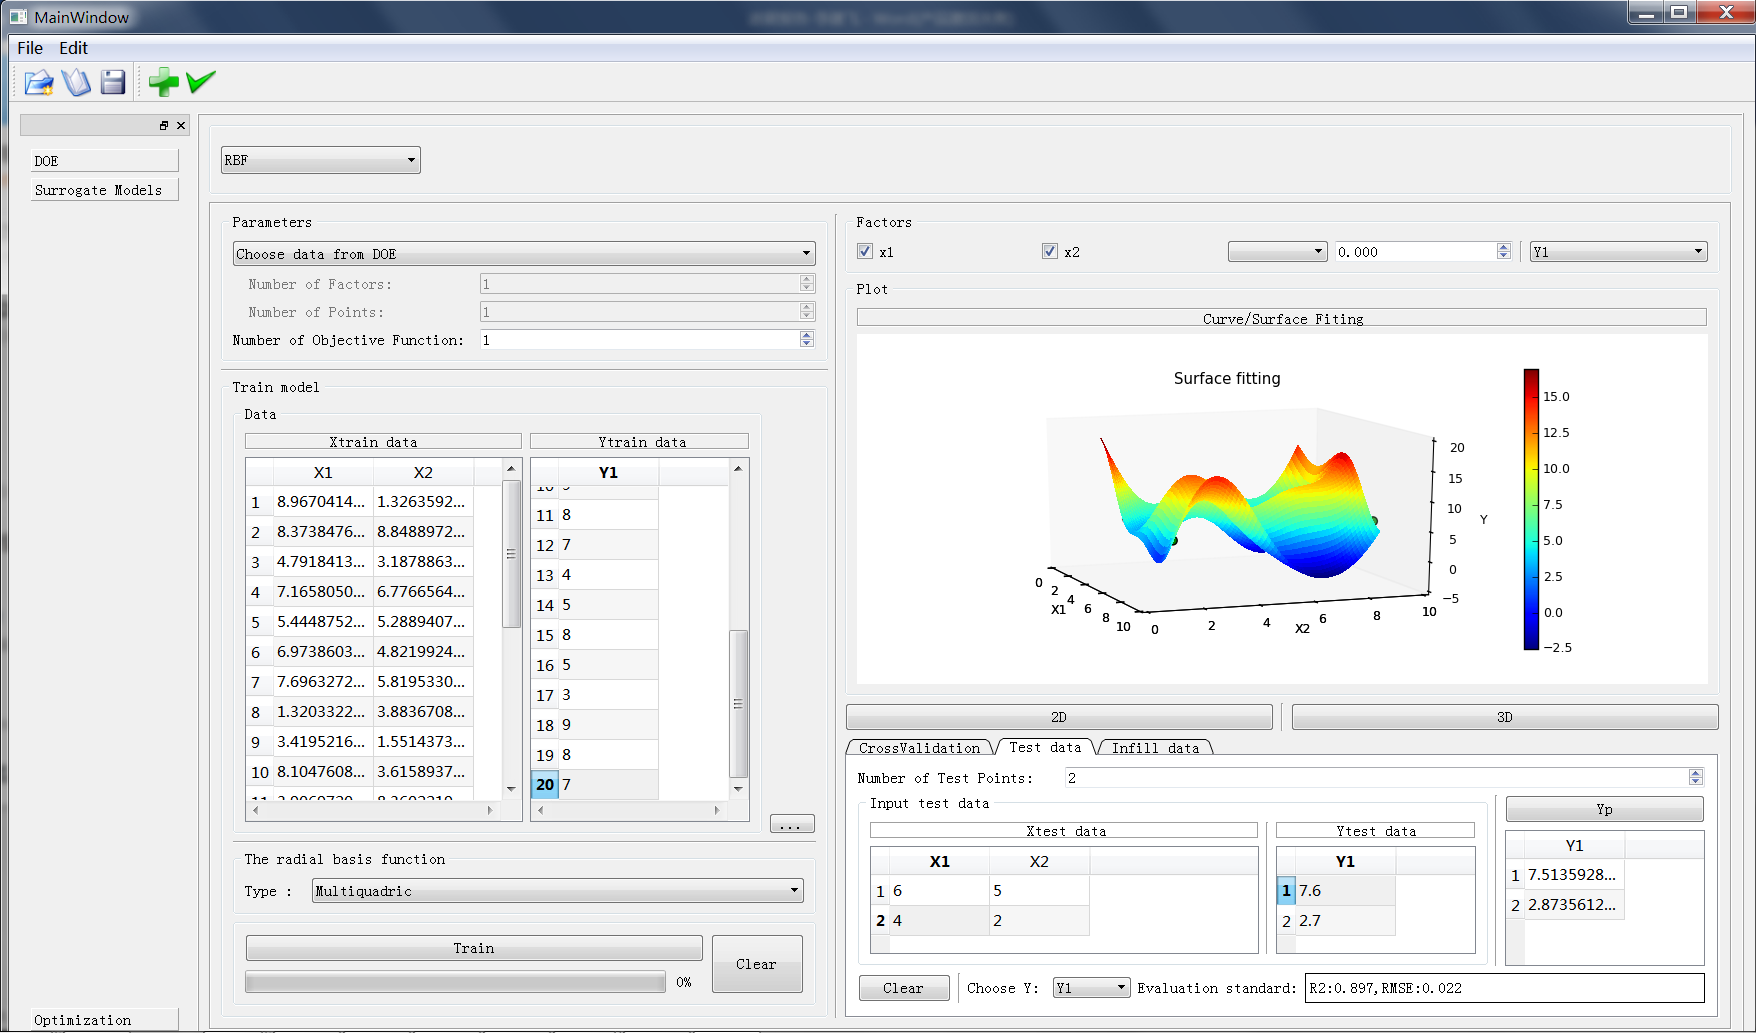 MainWindow
File Edit
DOE
Surrogate Models
Optimization
RBF
Parameters
Choose data from DOE
Number of Factors: 1
Number of Points: 1
Number of Objective Function: 1
Train model
Data
Xtrain data
X1 X2
1 8.9670414... 1.3263592...
2 8.3738476... 8.8488972...
3 4.7918413... 3.1878863...
4 7.1658050... 6.7766564...
5 5.4448752... 5.2889407...
6 6.9738603... 4.8219924...
7 7.6963272... 5.8195330...
8 1.3203322... 3.8836708...
9 3.4195216... 1.5514373...
10 8.1047608... 3.6158937...
Ytrain data
Y1
11 8
12 7
13 4
14 5
15 8
16 5
17 3
18 9
19 8
20 7
...
The radial basis function
Type : Multiquadric
Train
0%
Clear
Factors
x1 x2 0.000 Y1
Plot
Curve/Surface Fiting
Surface fitting
20
15
10
5
0
−5
Y
0 2 4 6 8 10
X1
0 2 4 6 8 10
X2
15.0
12.5
10.0
7.5
5.0
2.5
0.0
−2.5
2D 3D
CrossValidation Test data Infill data
Number of Test Points: 2
Input test data
Xtest data
X1 X2
1 6 5
2 4 2
Ytest data
Y1
1 7.6
2 2.7
Yp
Y1
1 7.5135928...
2 2.8735612...
Clear Choose Y: Y1 Evaluation standard: R2:0.897,RMSE:0.022